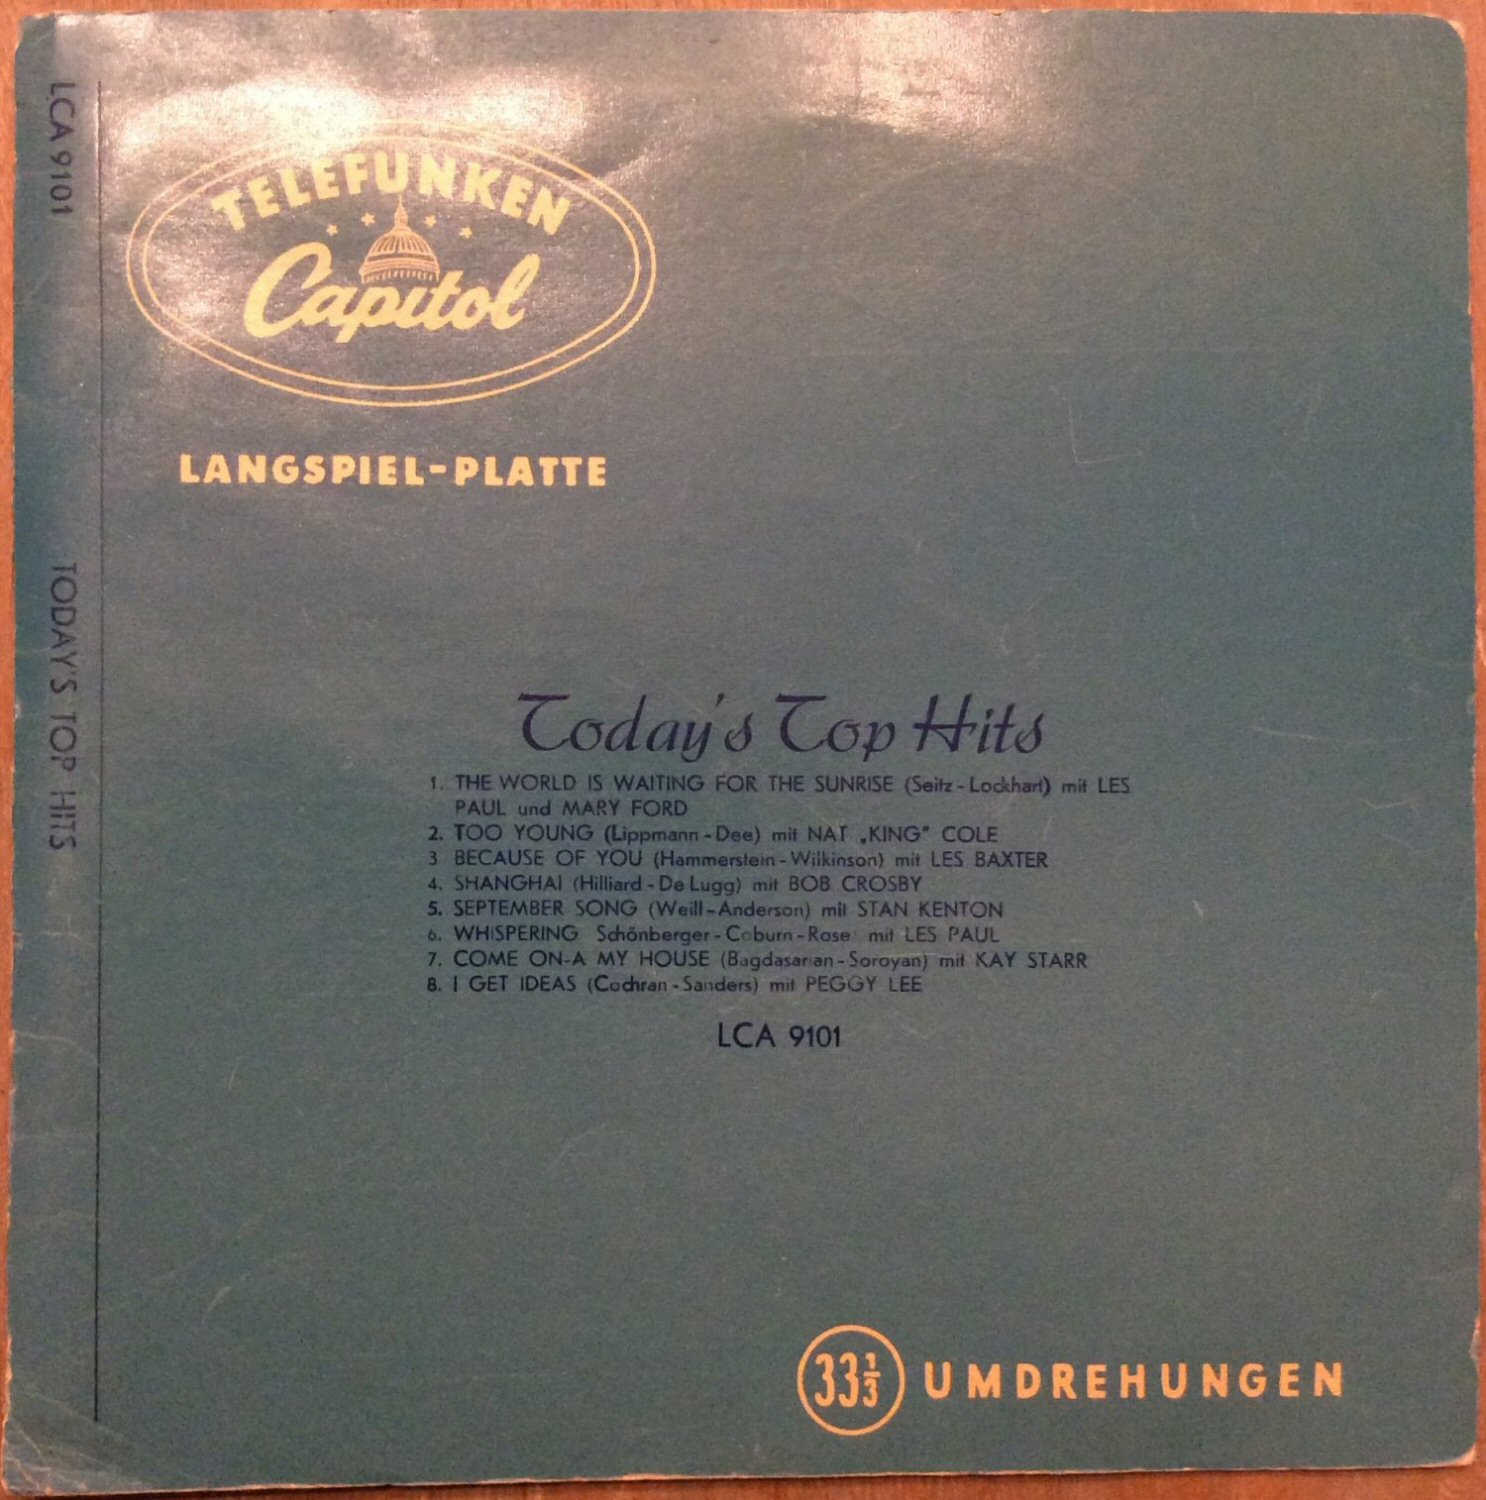 LCA 9101
TODAY'S TOP HITS
TELEFUNKEN
Capitol
LANGSPIEL-PLATTE
Today's Top Hits
1. THE WORLD IS WAITING FOR THE SUNRISE (Seitz - Lockhart) mit LES
PAUL und MARY FORD
2. TOO YOUNG (Lippmann - Dee) mit NAT „KING" COLE
3 BECAUSE OF YOU (Hammerstein - Wilkinson) mit LES BAXTER
4. SHANGHAI (Hilliard - De Lugg) mit BOB CROSBY
5. SEPTEMBER SONG (Weill - Anderson) mit STAN KENTON
6. WHISPERING Schönberger - Coburn - Rose mit LES PAUL
7. COME ON-A MY HOUSE (Bagdasarian - Soroyan) mit KAY STARR
8. I GET IDEAS (Cochran - Sanders) mit PEGGY LEE
LCA 9101
33⅓ UMDREHUNGEN